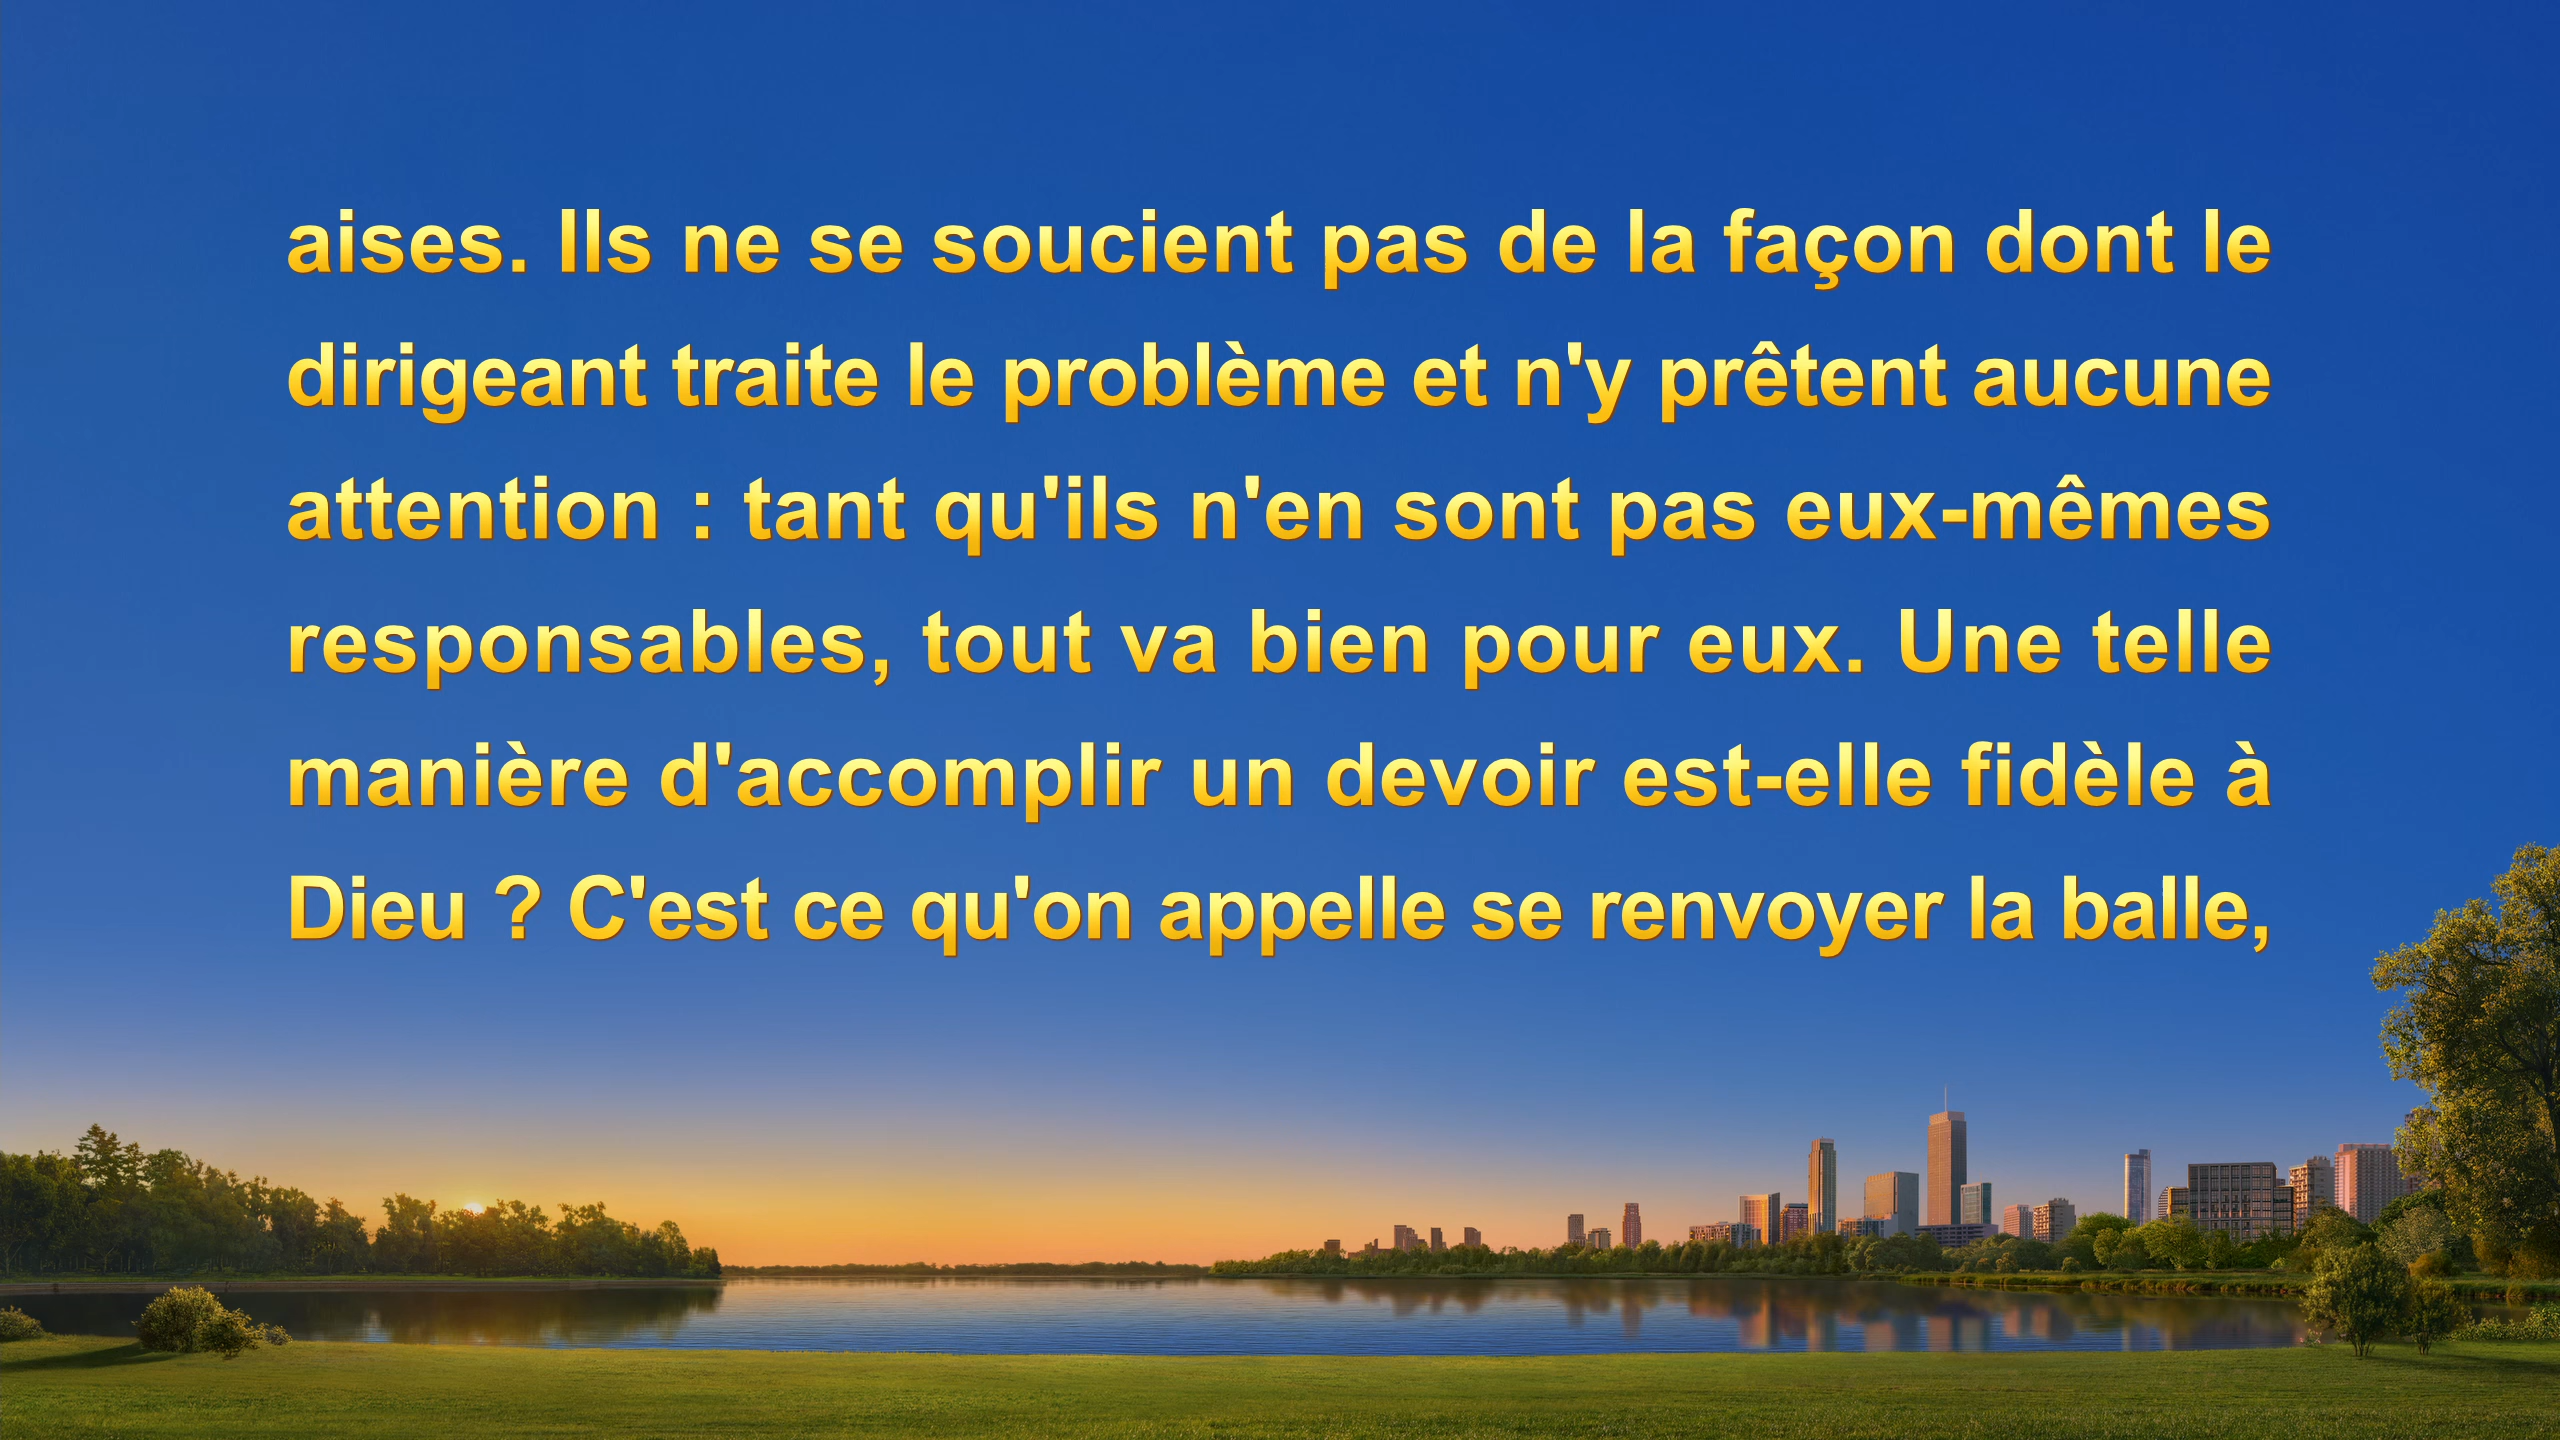 aises. Ils ne se soucient pas de la façon dont le
dirigeant traite le problème et n'y prêtent aucune
attention : tant qu'ils n'en sont pas eux-mêmes
responsables, tout va bien pour eux. Une telle
manière d'accomplir un devoir est-elle fidèle à
Dieu ? C'est ce qu'on appelle se renvoyer la balle,